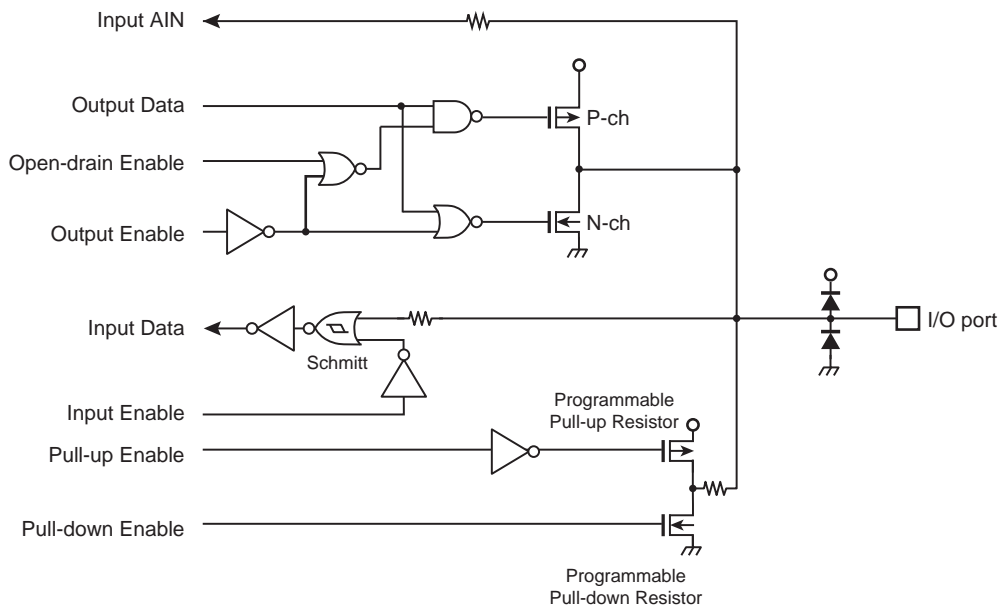 Input AIN
Output Data
P-ch
Open-drain Enable
N-ch
Output Enable
Input Data
Schmitt
I/O port
Input Enable
Programmable
Pull-up Resistor
Pull-up Enable
Pull-down Enable
Programmable
Pull-down Resistor